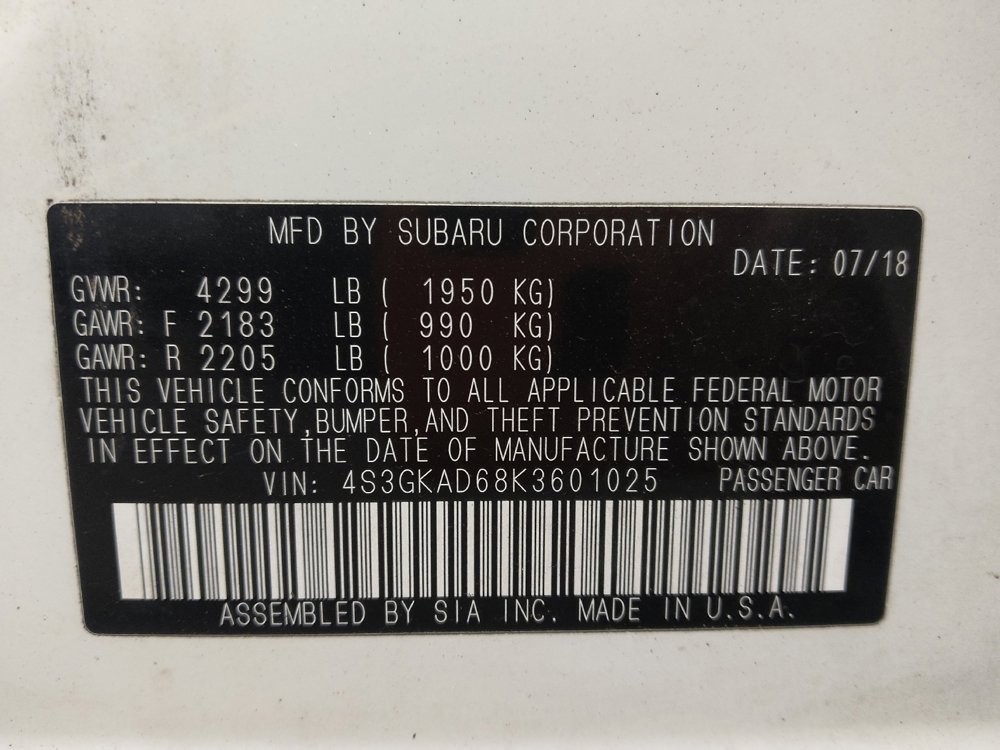 MFD BY SUBARU CORPORATION
DATE: 07/18
GVWR: 4299 LB ( 1950 KG)
GAWR: F 2183 LB ( 990 KG)
GAWR: R 2205 LB ( 1000 KG)
THIS VEHICLE CONFORMS TO ALL APPLICABLE FEDERAL MOTOR
VEHICLE SAFETY,BUMPER,AND THEFT PREVENTION STANDARDS
IN EFFECT ON THE DATE OF MANUFACTURE SHOWN ABOVE.
VIN: 4S3GKAD68K3601025 PASSENGER CAR
ASSEMBLED BY SIA INC. MADE IN U.S.A.